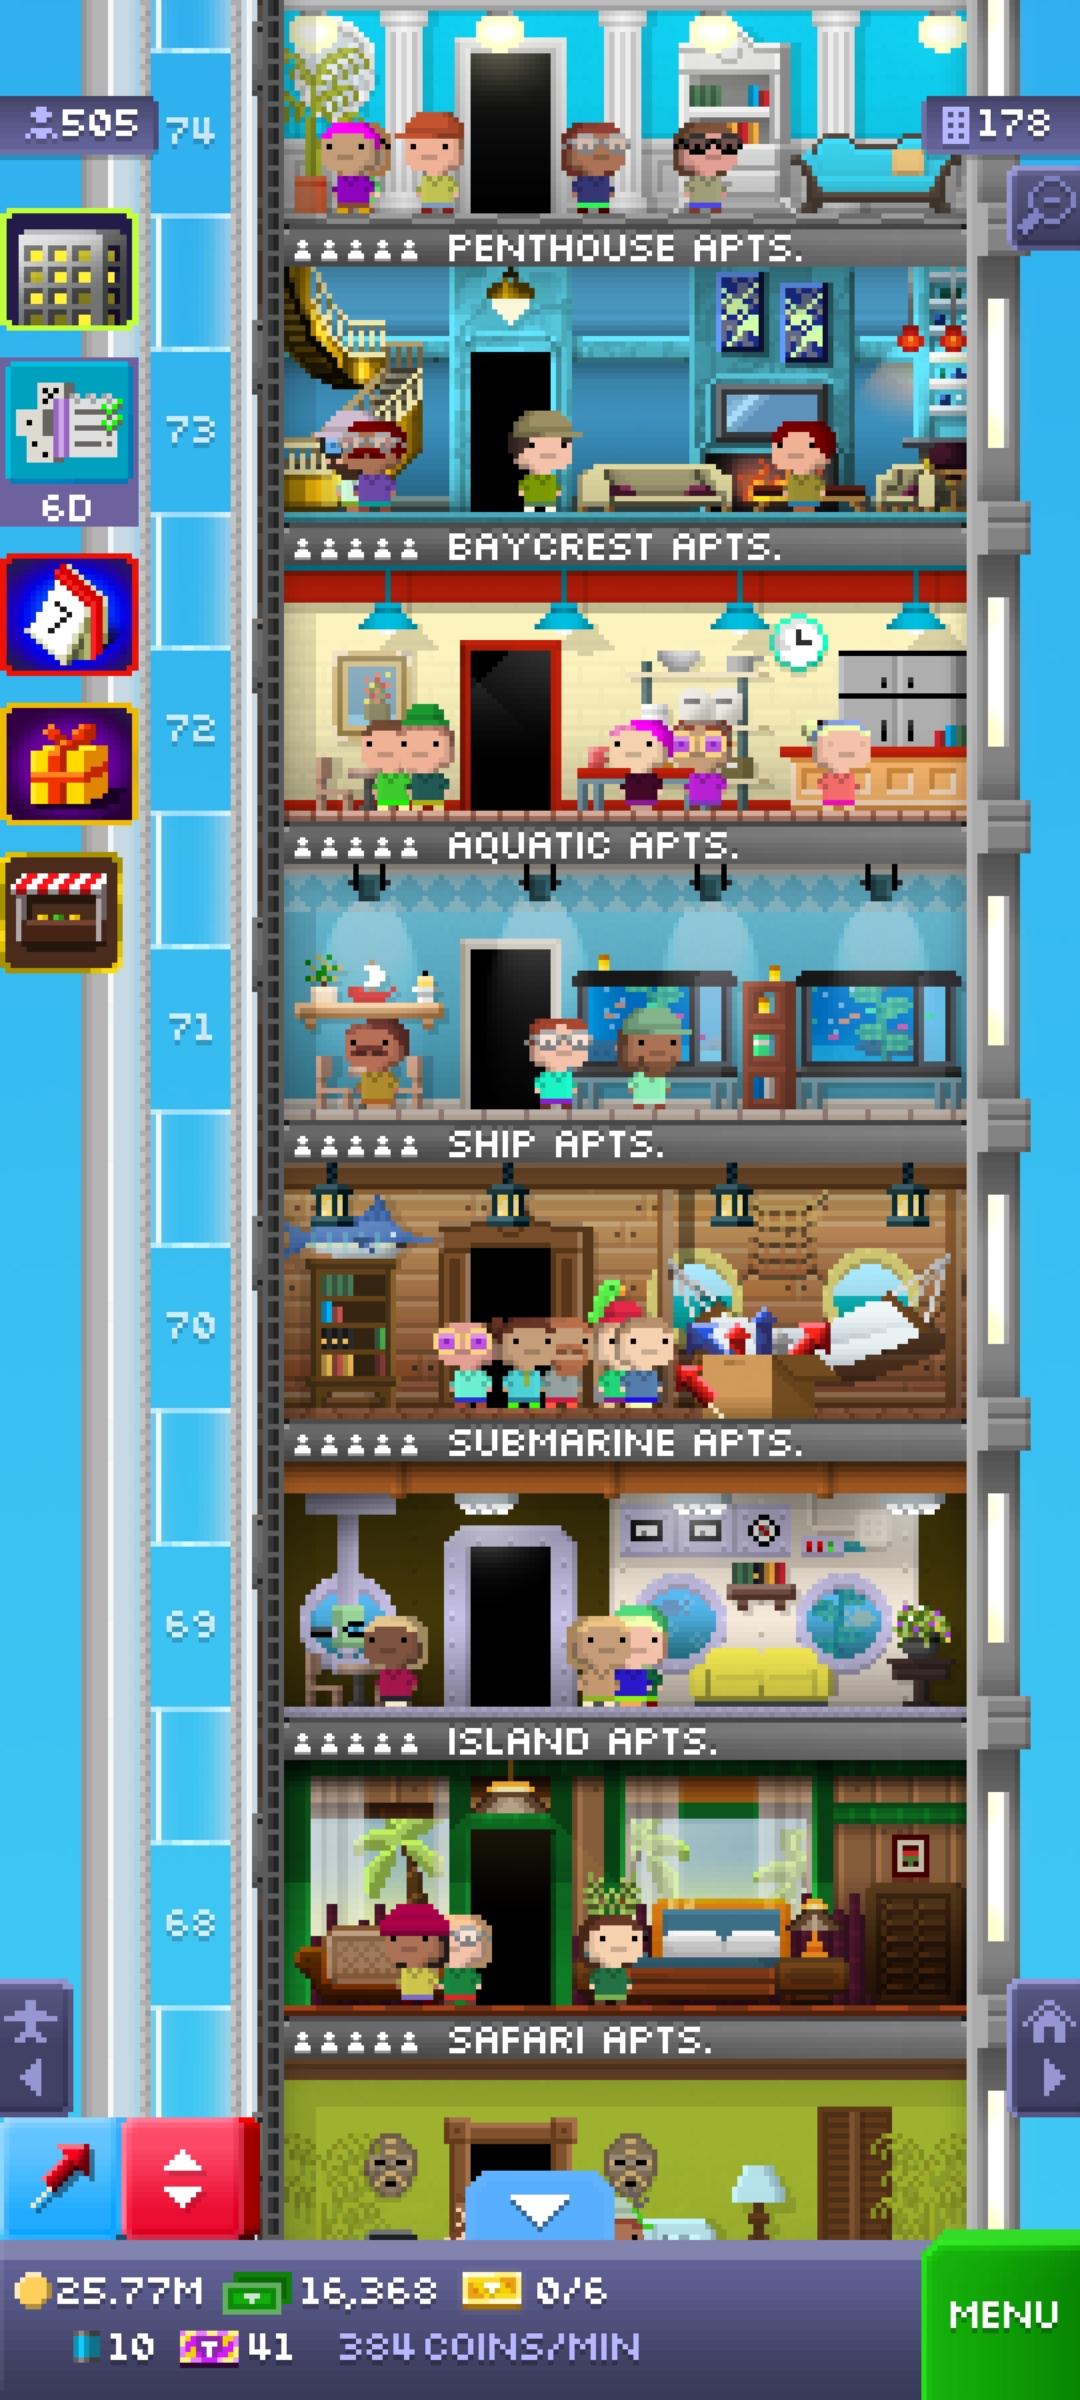 505
74
178
PENTHOUSE APTS.
73
6D
BAYCREST APTS.
7
72
AQUATIC APTS.
71
SHIP APTS.
70
SUBMARINE APTS.
69
ISLAND APTS.
68
SAFARI APTS.
25.77M 16,368 0/6
MENU
10 T 41 384 COINS/MIN